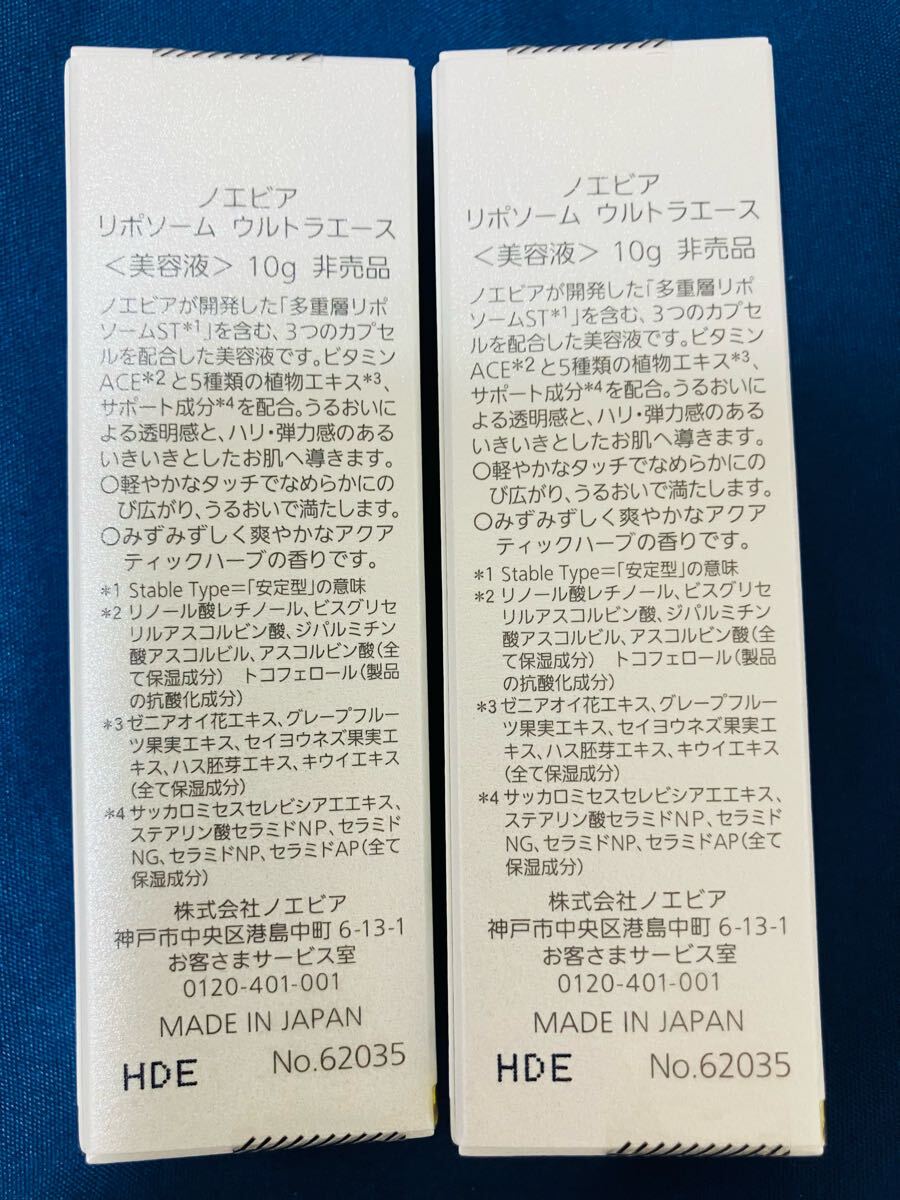 ノエビア
リポソーム ウルトラエース
＜美容液＞ 10g 非売品
ノエビアが開発した「多重層リポ
ソームST*1」を含む、3つのカプセ
ルを配合した美容液です。ビタミン
ACE*2と5種類の植物エキス*3、
サポート成分*4を配合。うるおいに
よる透明感と、ハリ・弾力感のある
いきいきとしたお肌へ導きます。
○軽やかなタッチでなめらかにの
び広がり、うるおいで満たします。
○みずみずしく爽やかなアクア
ティックハーブの香りです。
*1 Stable Type=「安定型」の意味
*2 リノール酸レチノール、ビスグリセ
リルアスコルビン酸、ジパルミチン
酸アスコルビル、アスコルビン酸(全
て保湿成分)　トコフェロール(製品
の抗酸化成分)
*3 ゼニアオイ花エキス、グレープフルー
ツ果実エキス、セイヨウネズ果実エ
キス、ハス胚芽エキス、キウイエキス
(全て保湿成分)
*4 サッカロミセスセレビシアエエキス、
ステアリン酸セラミドNP、セラミド
NG、セラミドNP、セラミドAP(全て
保湿成分)
株式会社ノエビア
神戸市中央区港島中町 6-13-1
お客さまサービス室
0120-401-001
MADE IN JAPAN
HDE No.62035
ノエビア
リポソーム ウルトラエース
＜美容液＞ 10g 非売品
ノエビアが開発した「多重層リポ
ソームST*1」を含む、3つのカプセ
ルを配合した美容液です。ビタミン
ACE*2と5種類の植物エキス*3、
サポート成分*4を配合。うるおいに
よる透明感と、ハリ・弾力感のある
いきいきとしたお肌へ導きます。
○軽やかなタッチでなめらかにの
び広がり、うるおいで満たします。
○みずみずしく爽やかなアクア
ティックハーブの香りです。
*1 Stable Type=「安定型」の意味
*2 リノール酸レチノール、ビスグリセ
リルアスコルビン酸、ジパルミチン
酸アスコルビル、アスコルビン酸(全
て保湿成分)　トコフェロール(製品
の抗酸化成分)
*3 ゼニアオイ花エキス、グレープフルー
ツ果実エキス、セイヨウネズ果実エ
キス、ハス胚芽エキス、キウイエキス
(全て保湿成分)
*4 サッカロミセスセレビシアエエキス、
ステアリン酸セラミドNP、セラミド
NG、セラミドNP、セラミドAP(全て
保湿成分)
株式会社ノエビア
神戸市中央区港島中町 6-13-1
お客さまサービス室
0120-401-001
MADE IN JAPAN
HDE No.62035